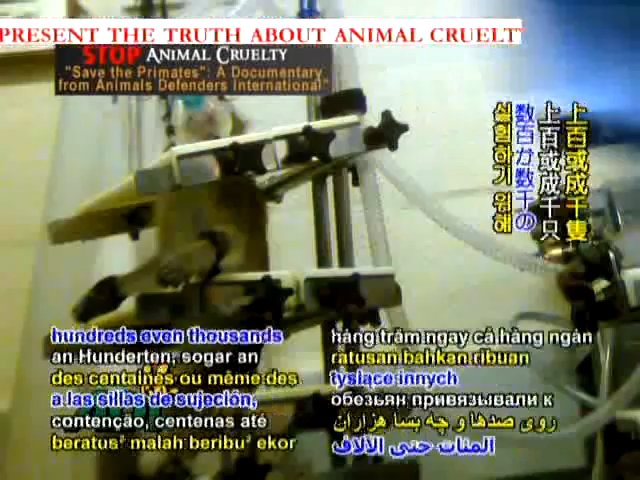 PRESENT THE TRUTH ABOUT ANIMAL CRUELT
STOP ANIMAL CRUELTY
"Save the Primates": A Documentary
from Animals Defenders International"
上百或成千隻
上百或成千只
数百か数千の
실험하기 위해
hundreds even thousands
an Hunderten, sogar an
des centaines ou même des
a las sillas de sujeción,
contenção, centenas até
beratus² malah beribu² ekor
hàng trăm ngay cả hàng ngàn
ratusan bahkan ribuan
tysiące innych
обезьян привязывали к
روی صدها و چه بسا هزاران
المئات حتى الآلاف